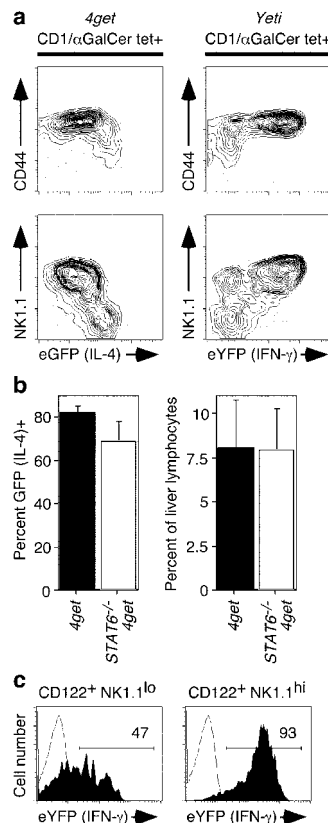 a
4get
Yeti
CD1/αGalCer tet+
CD1/αGalCer tet+
CD44
CD44
NK1.1
NK1.1
eGFP (IL-4)
eYFP (IFN-γ)
b
Percent GFP (IL-4)+
80
60
40
20
0
4get
STAT6-/- 4get
Percent of liver lymphocytes
10
7.5
5
2.5
0
4get
STAT6-/- 4get
c
CD122+ NK1.1lo
CD122+ NK1.1hi
Cell number
47
93
eYFP (IFN-γ)
eYFP (IFN-γ)